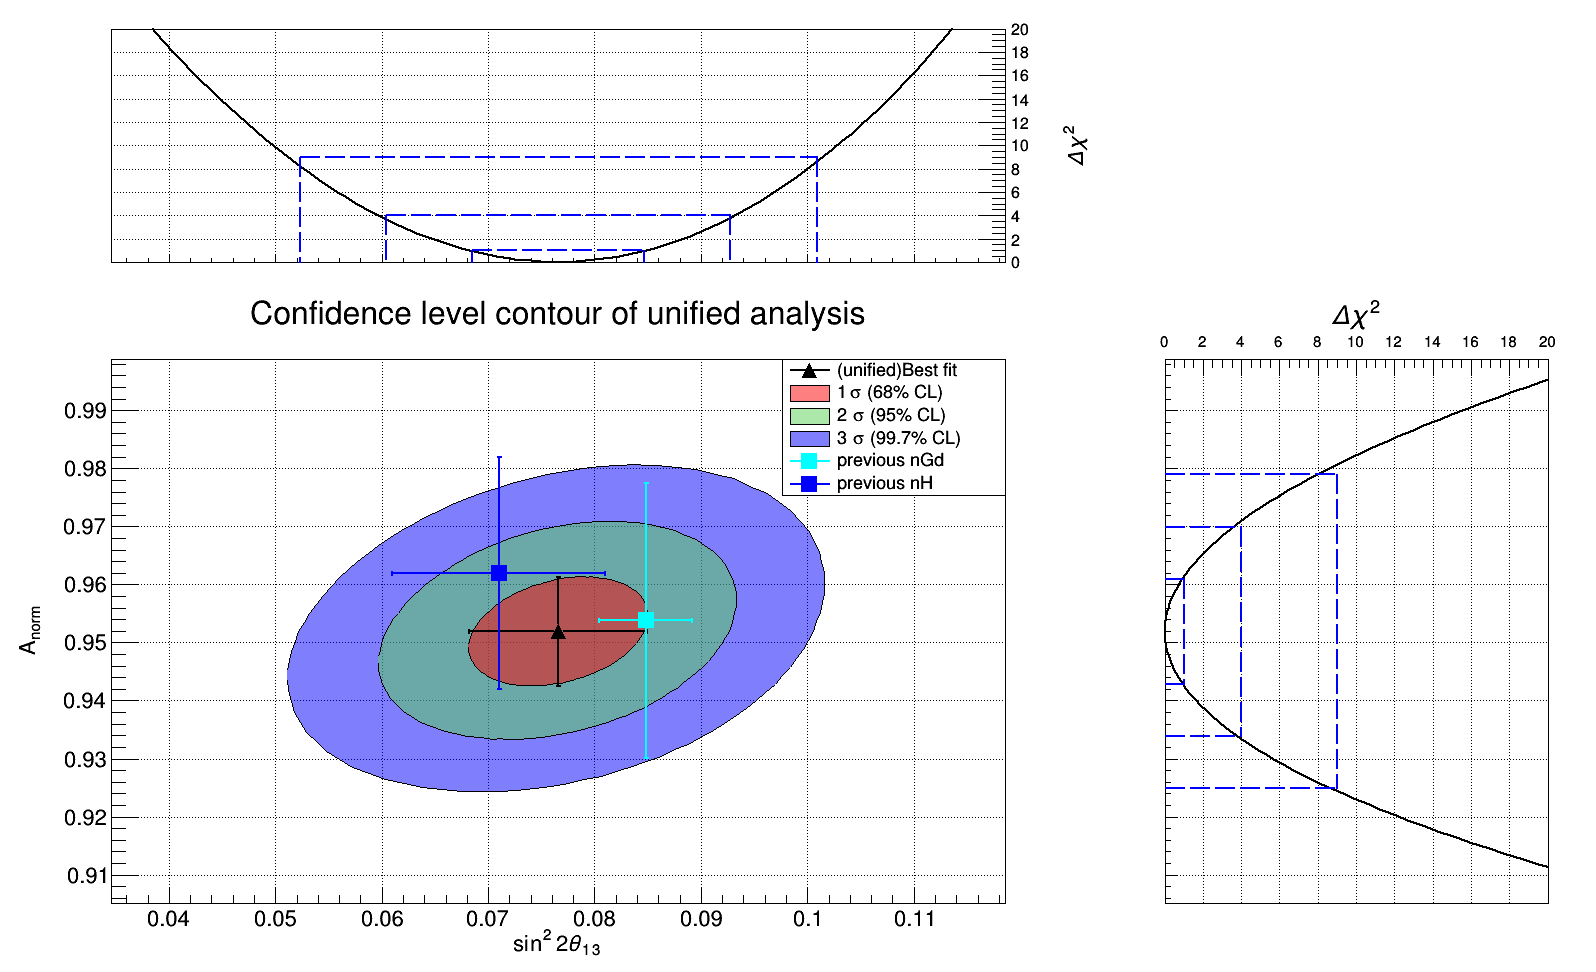 20
18
16
14
12
10
8
6
4
2
0
Δχ²
Confidence level contour of unified analysis
(unified)Best fit
1 σ (68% CL)
2 σ (95% CL)
3 σ (99.7% CL)
previous nGd
previous nH
0.99
0.98
0.97
0.96
0.95
0.94
0.93
0.92
0.91
A_norm
0.04 0.05 0.06 0.07 0.08 0.09 0.1 0.11
sin² 2θ₁₃
Δχ²
0 2 4 6 8 10 12 14 16 18 20